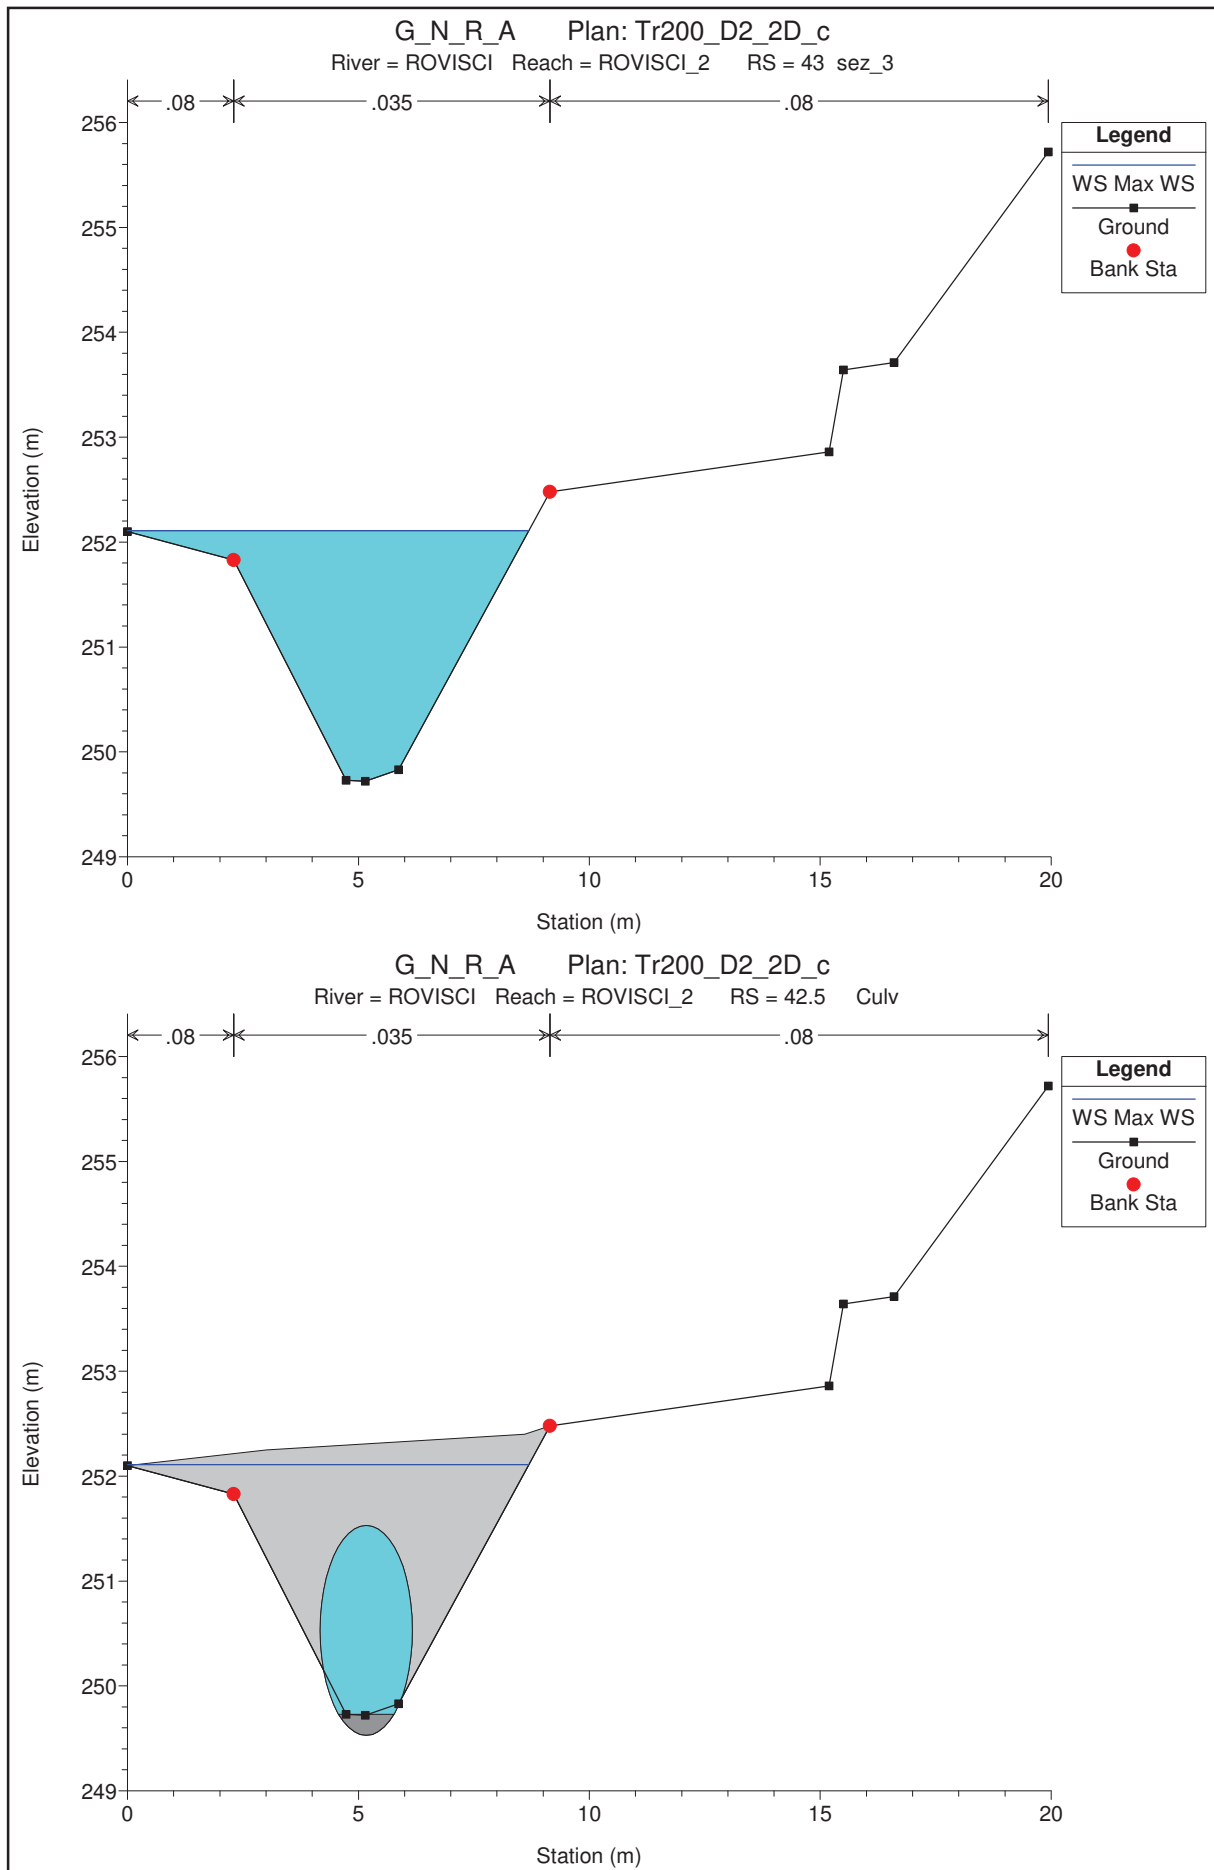 G_N_R_A Plan: Tr200_D2_2D_c
River = ROVISCI Reach = ROVISCI_2 RS = 43 sez_3
.08 .035 .08
Legend
WS Max WS
Ground
Bank Sta
256
255
254
253
252
251
250
249
Elevation (m)
0 5 10 15 20
Station (m)
G_N_R_A Plan: Tr200_D2_2D_c
River = ROVISCI Reach = ROVISCI_2 RS = 42.5 Culv
.08 .035 .08
Legend
WS Max WS
Ground
Bank Sta
256
255
254
253
252
251
250
249
Elevation (m)
0 5 10 15 20
Station (m)